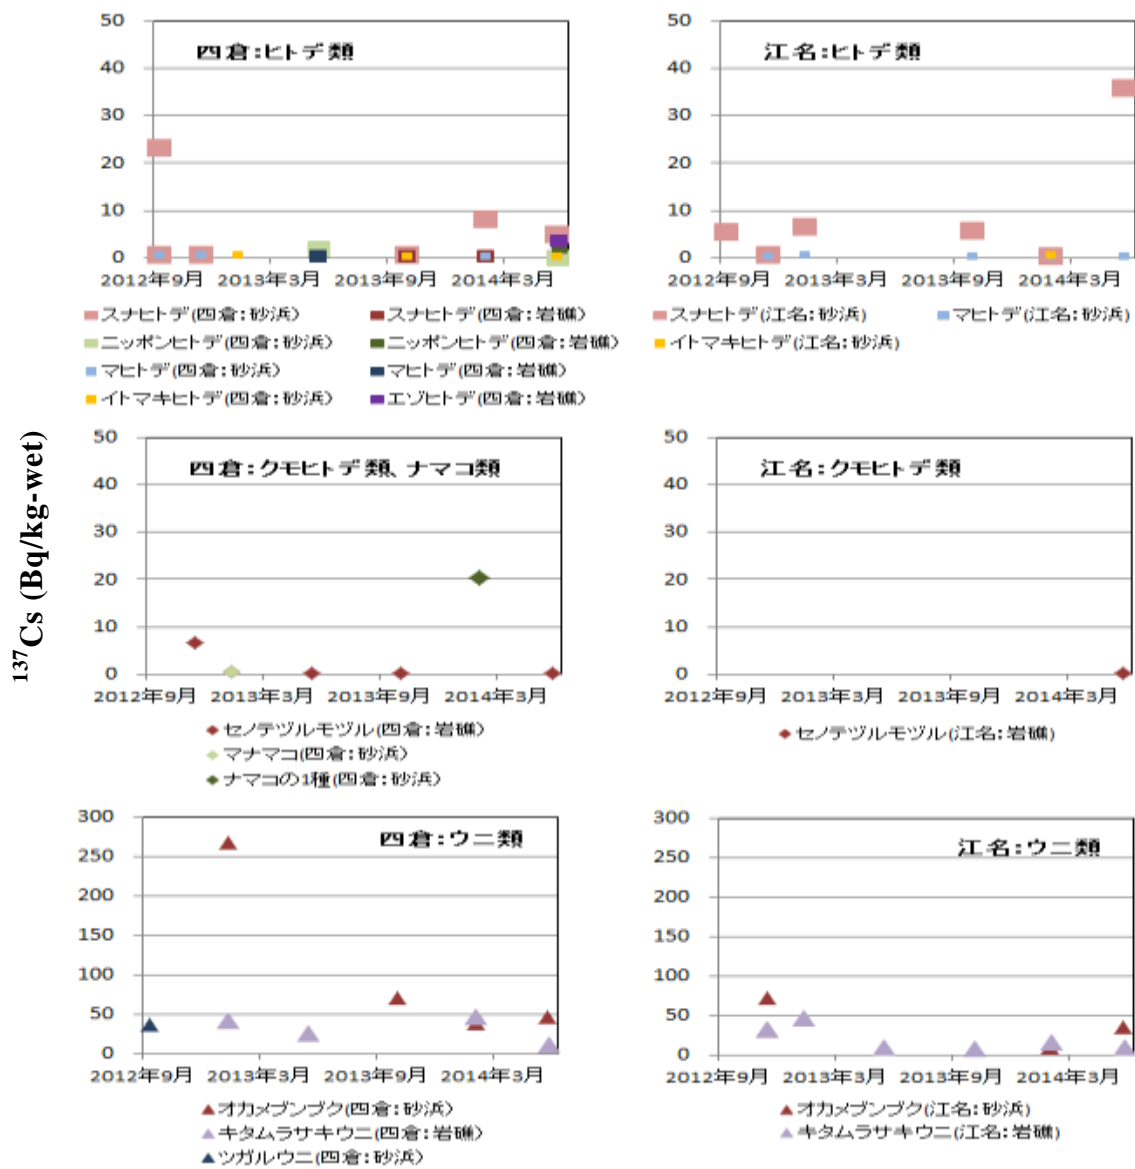 137Cs (Bq/kg-wet)
四倉:ヒトデ類
50
40
30
20
10
0
2012年9月 2013年3月 2013年9月 2014年3月
スナヒトデ(四倉:砂浜) スナヒトデ(四倉:岩礁)
ニッポンヒトデ(四倉:砂浜) ニッポンヒトデ(四倉:岩礁)
マヒトデ(四倉:砂浜) マヒトデ(四倉:岩礁)
イトマキヒトデ(四倉:砂浜) エゾヒトデ(四倉:岩礁)
江名:ヒトデ類
50
40
30
20
10
0
2012年9月 2013年3月 2013年9月 2014年3月
スナヒトデ(江名:砂浜) マヒトデ(江名:砂浜)
イトマキヒトデ(江名:砂浜)
四倉:クモヒトデ類、ナマコ類
50
40
30
20
10
0
2012年9月 2013年3月 2013年9月 2014年3月
セノテヅルモヅル(四倉:岩礁)
マナマコ(四倉:砂浜)
ナマコの1種(四倉:砂浜)
江名:クモヒトデ類
50
40
30
20
10
0
2012年9月 2013年3月 2013年9月 2014年3月
セノテヅルモヅル(江名:岩礁)
四倉:ウニ類
300
250
200
150
100
50
0
2012年9月 2013年3月 2013年9月 2014年3月
オカメブンブク(四倉:砂浜)
キタムラサキウニ(四倉:岩礁)
ツガルウニ(四倉:砂浜)
江名:ウニ類
300
250
200
150
100
50
0
2012年9月 2013年3月 2013年9月 2014年3月
オカメブンブク(江名:砂浜)
キタムラサキウニ(江名:岩礁)